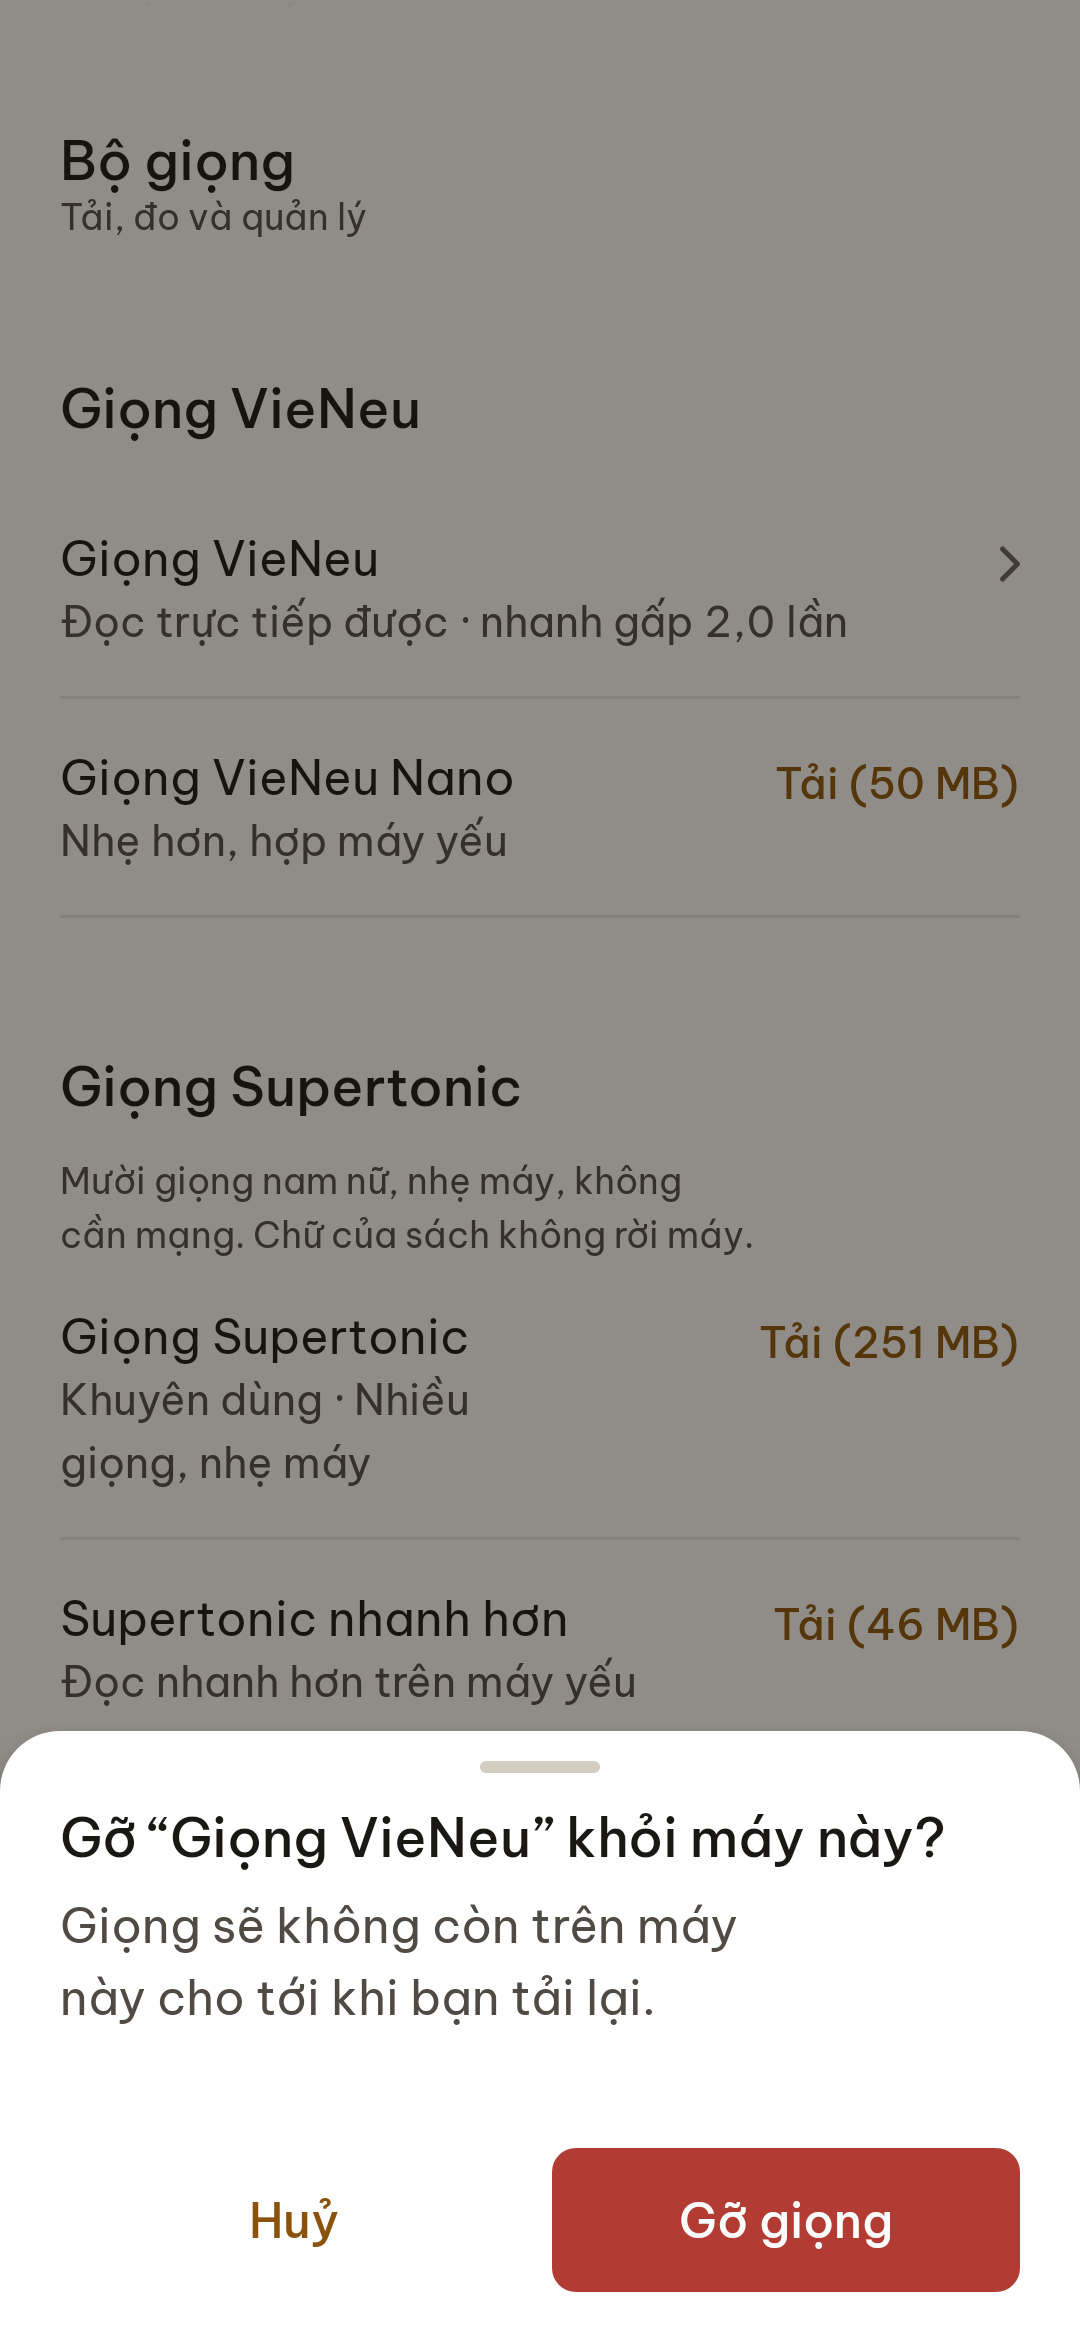 Bộ giọng
Tải, đo và quản lý
Giọng VieNeu
Giọng VieNeu
Đọc trực tiếp được · nhanh gấp 2,0 lần
Giọng VieNeu Nano
Tải (50 MB)
Nhẹ hơn, hợp máy yếu
Giọng Supertonic
Mười giọng nam nữ, nhẹ máy, không
cần mạng. Chữ của sách không rời máy.
Giọng Supertonic
Tải (251 MB)
Khuyên dùng · Nhiều
giọng, nhẹ máy
Supertonic nhanh hơn
Tải (46 MB)
Đọc nhanh hơn trên máy yếu
Gỡ “Giọng VieNeu” khỏi máy này?
Giọng sẽ không còn trên máy
này cho tới khi bạn tải lại.
Huỷ
Gỡ giọng